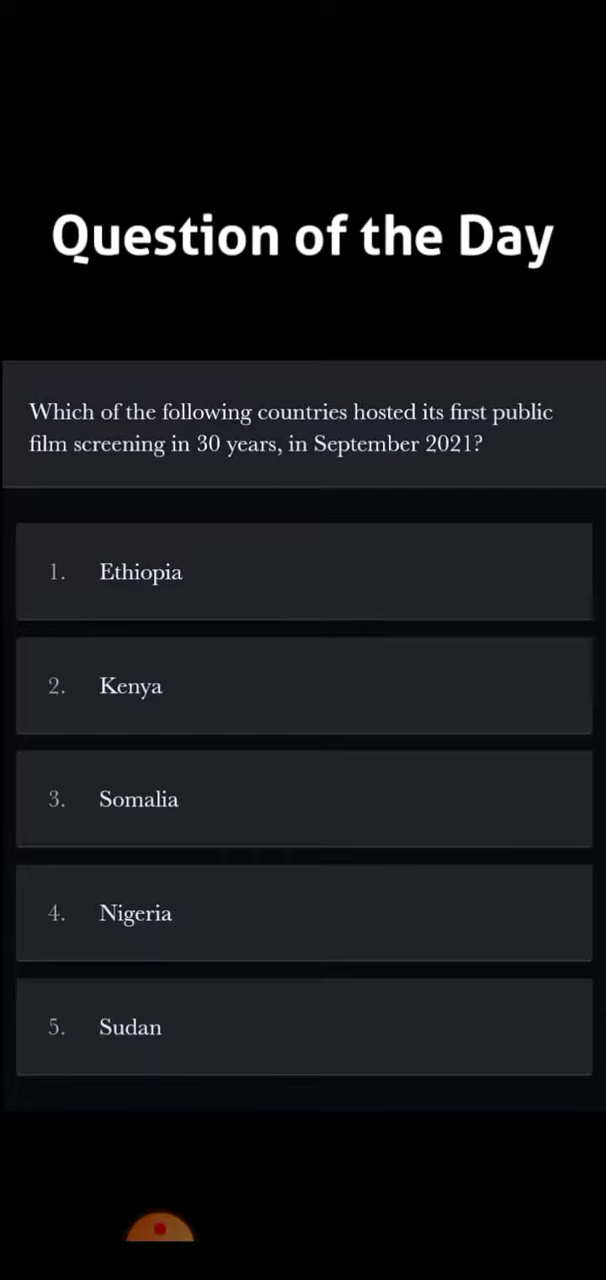 Question of the Day
Which of the following countries hosted its first public
film screening in 30 years, in September 2021?
1. Ethiopia
2. Kenya
3. Somalia
4. Nigeria
5. Sudan